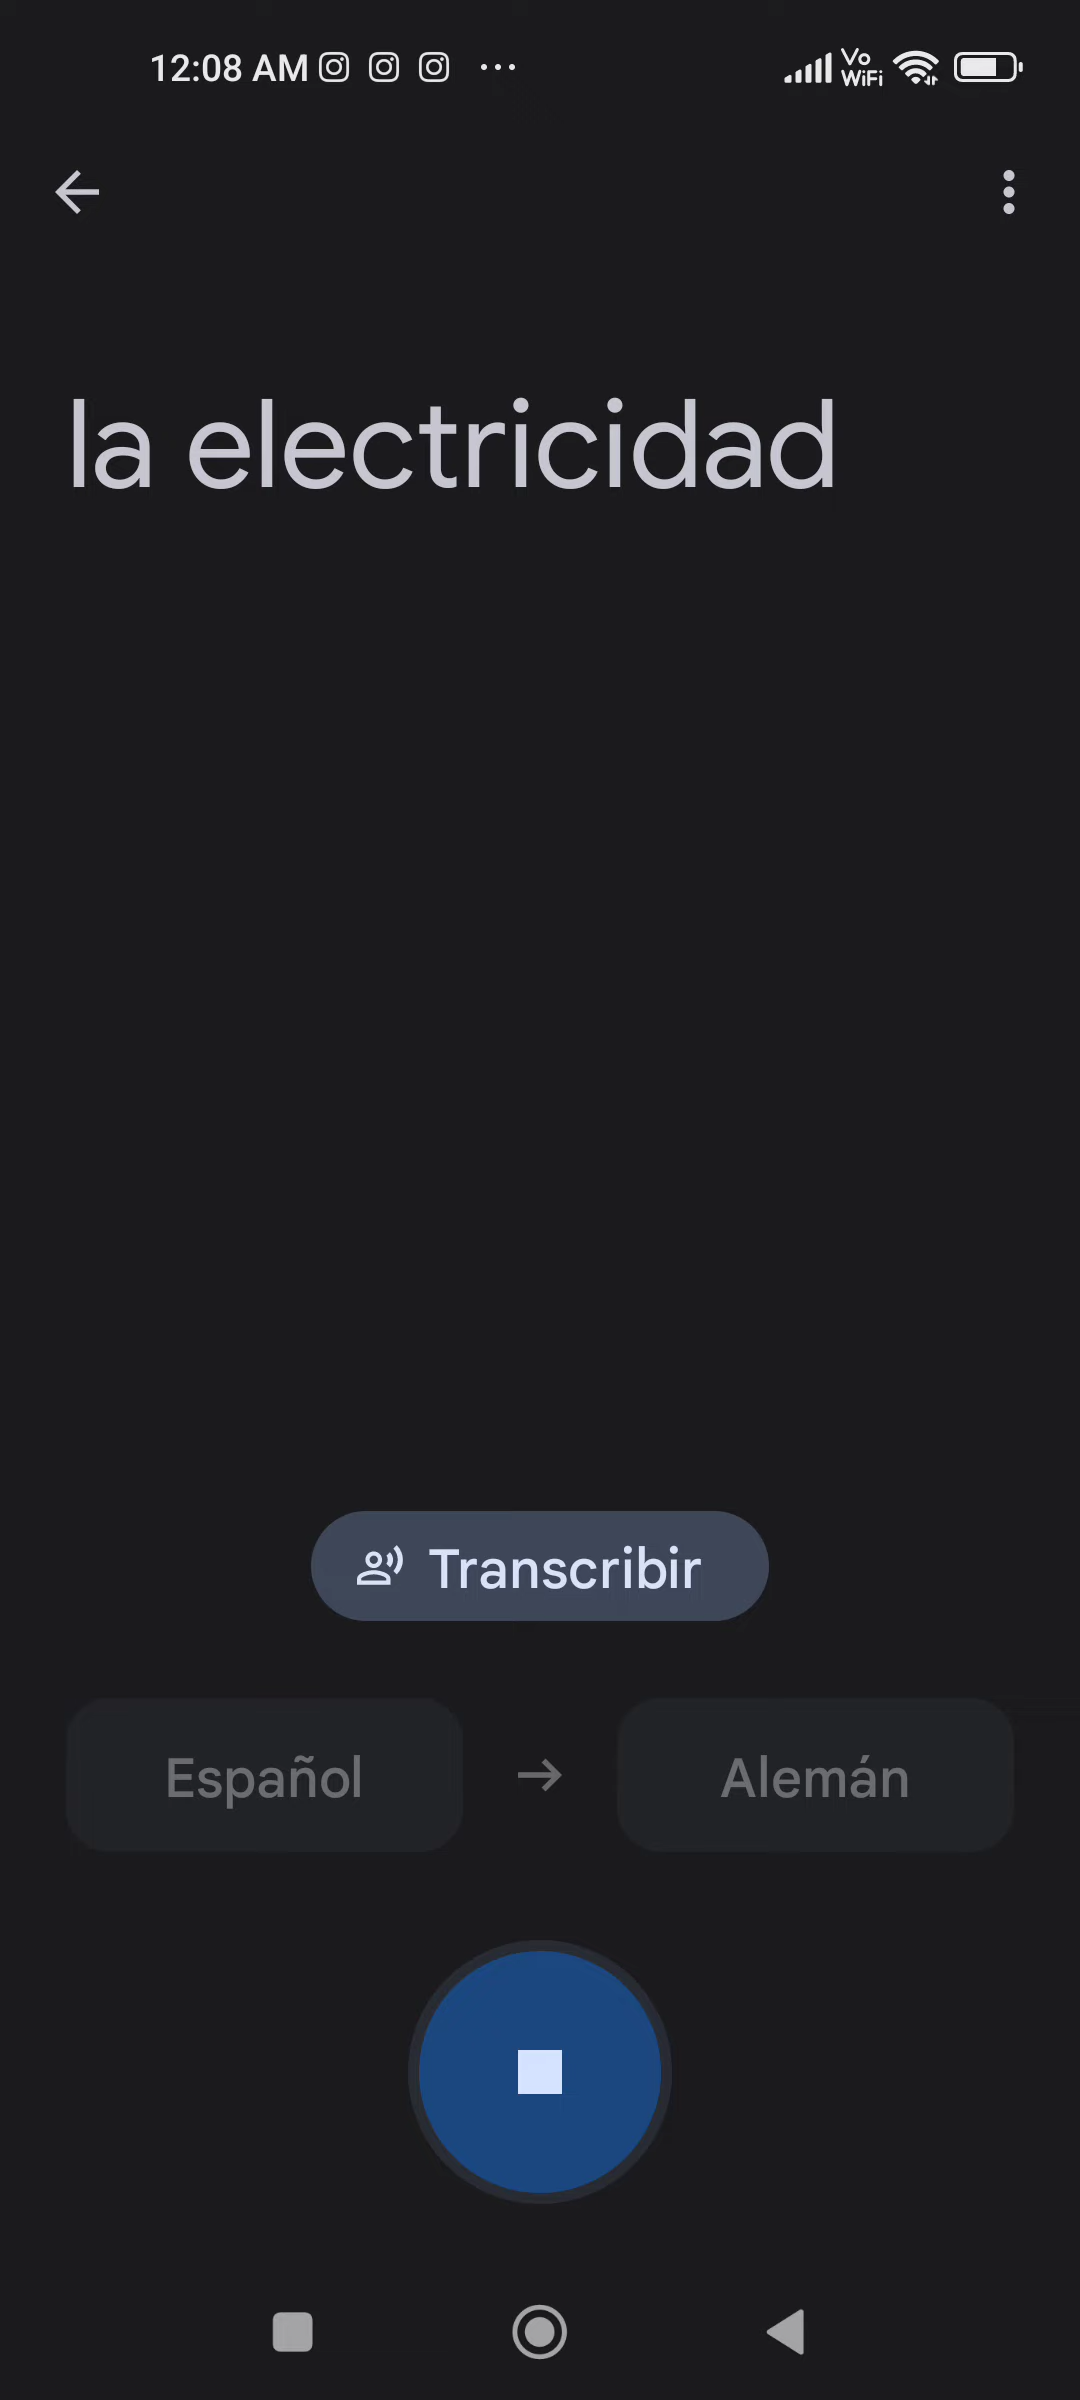 12:08 AM
Vo
WiFi
la electricidad
Transcribir
Español
Alemán